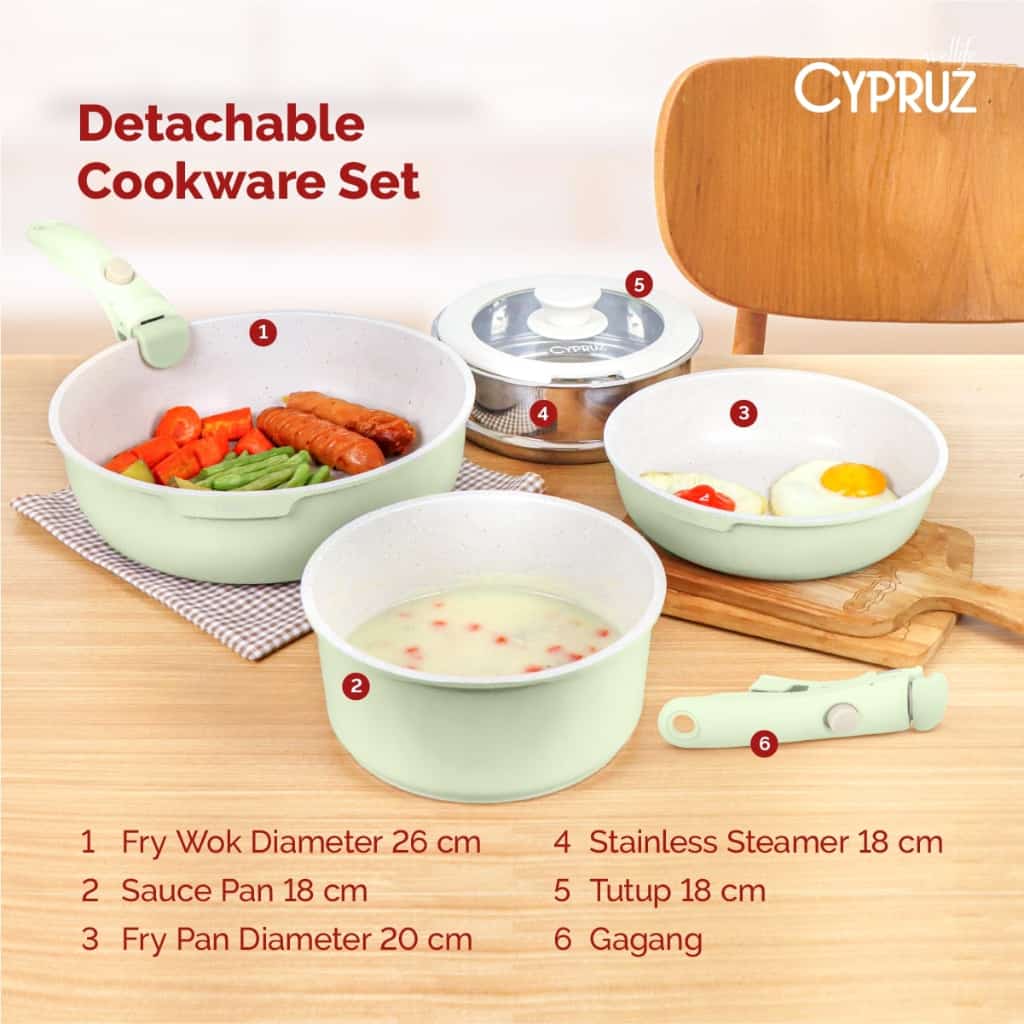 wellife
CYPRUZ
Detachable
Cookware Set
1
5
CYPRUZ
4
3
2
6
1 Fry Wok Diameter 26 cm
2 Sauce Pan 18 cm
3 Fry Pan Diameter 20 cm
4 Stainless Steamer 18 cm
5 Tutup 18 cm
6 Gagang